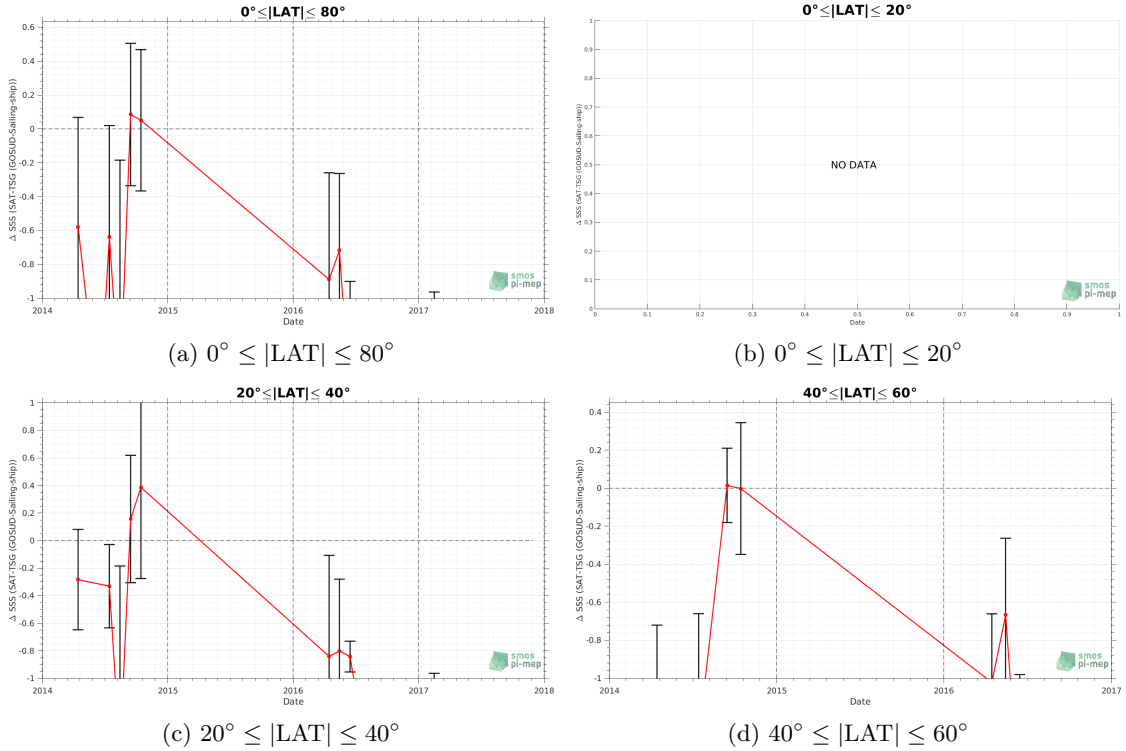 0°≤|LAT|≤ 80°
Δ SSS (SAT-TSG (GOSUD-Sailing-ship))
0.6
0.4
0.2
0
-0.2
-0.4
-0.6
-0.8
-1
2014 2015 2016 2017 2018
Date
smos
pi-mep
(a) 0° ≤ |LAT| ≤ 80°
0°≤|LAT|≤ 20°
Δ SSS (SAT-TSG (GOSUD-Sailing-ship))
1
0.9
0.8
0.7
0.6
0.5
0.4
0.3
0.2
0.1
0
NO DATA
0 0.1 0.2 0.3 0.4 0.5 0.6 0.7 0.8 0.9 1
Date
smos
pi-mep
(b) 0° ≤ |LAT| ≤ 20°
20°≤|LAT|≤ 40°
Δ SSS (SAT-TSG (GOSUD-Sailing-ship))
1
0.8
0.6
0.4
0.2
0
-0.2
-0.4
-0.6
-0.8
-1
2014 2015 2016 2017 2018
Date
smos
pi-mep
(c) 20° ≤ |LAT| ≤ 40°
40°≤|LAT|≤ 60°
Δ SSS (SAT-TSG (GOSUD-Sailing-ship))
0.4
0.2
0
-0.2
-0.4
-0.6
-0.8
-1
2014 2015 2016 2017
Date
smos
pi-mep
(d) 40° ≤ |LAT| ≤ 60°